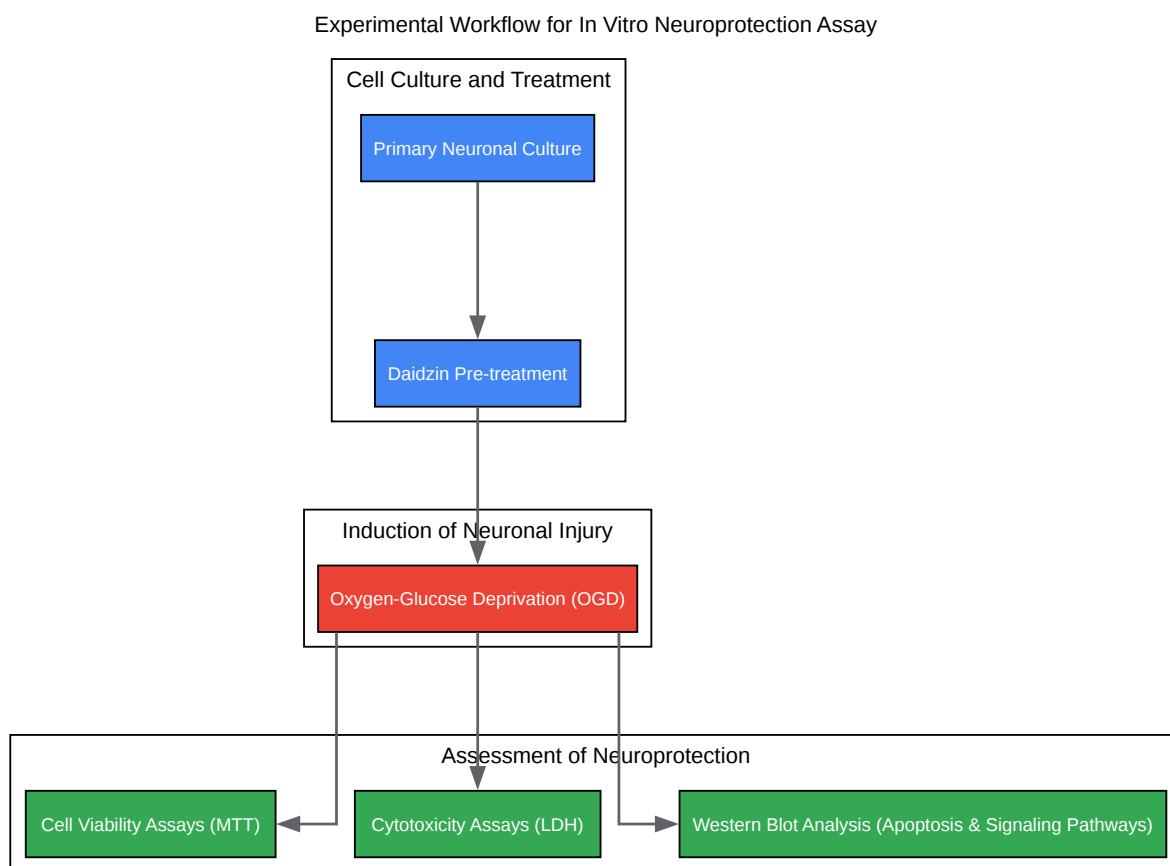 Experimental Workflow for In Vitro Neuroprotection Assay
Cell Culture and Treatment
Primary Neuronal Culture
Daidzin Pre-treatment
Induction of Neuronal Injury
Oxygen-Glucose Deprivation (OGD)
Assessment of Neuroprotection
Cell Viability Assays (MTT)
Cytotoxicity Assays (LDH)
Western Blot Analysis (Apoptosis & Signaling Pathways)